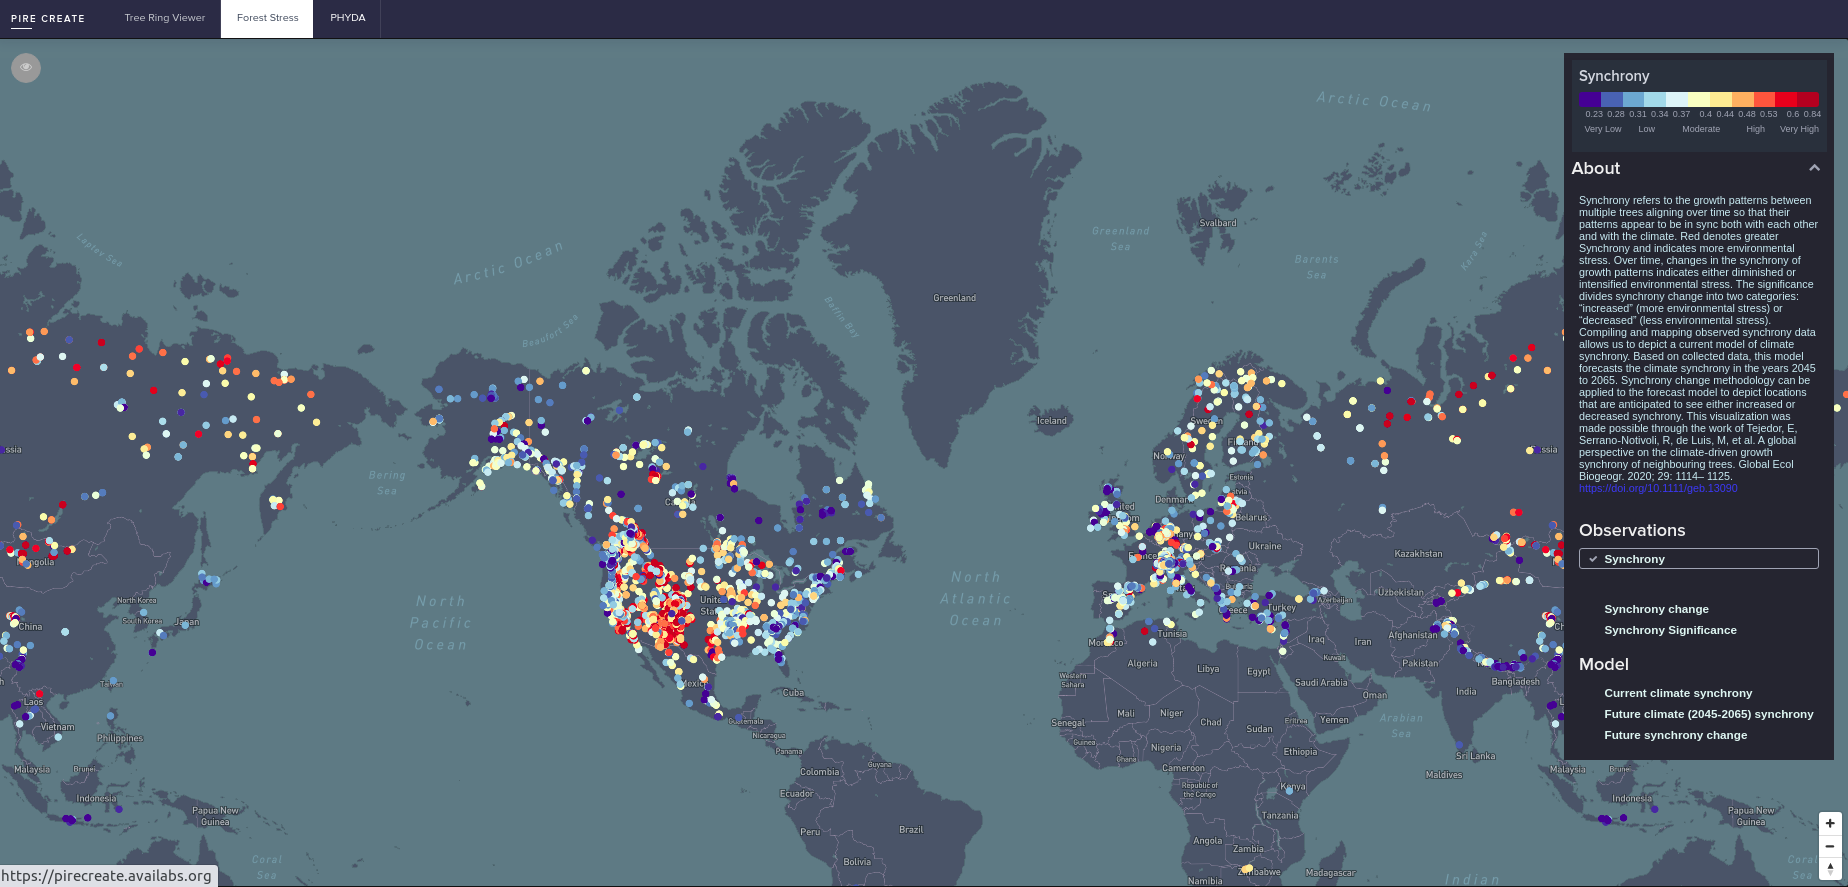 PIRE CREATE
Tree Ring Viewer
Forest Stress
PHYDA
Synchrony
0.23 0.28 0.31 0.34 0.37 0.4 0.44 0.48 0.53 0.6 0.84
Very Low Low Moderate High Very High
About
Synchrony refers to the growth patterns between
multiple trees aligning over time so that their
patterns appear to be in sync both with each other
and with the climate. Red denotes greater
Synchrony and indicates more environmental
stress. Over time, changes in the synchrony of
growth patterns indicates either diminished or
intensified environmental stress. The significance
divides synchrony change into two categories:
“increased” (more environmental stress) or
“decreased” (less environmental stress).
Compiling and mapping observed synchrony data
allows us to depict a current model of climate
synchrony. Based on collected data, this model
forecasts the climate synchrony in the years 2045
to 2065. Synchrony change methodology can be
applied to the forecast model to depict locations
that are anticipated to see either increased or
decreased synchrony. This visualization was
made possible through the work of Tejedor, E,
Serrano-Notivoli, R, de Luis, M, et al. A global
perspective on the climate-driven growth
synchrony of neighbouring trees. Global Ecol
Biogeogr. 2020; 29: 1114– 1125.
https://doi.org/10.1111/geb.13090
Observations
Synchrony
Synchrony change
Synchrony Significance
Model
Current climate synchrony
Future climate (2045-2065) synchrony
Future synchrony change
Arctic Ocean
Laptev Sea
Arctic Ocean
Beaufort Sea
Baffin Bay
Greenland
Greenland
Sea
Svalbard
Barents
Sea
Kara Sea
Iceland
Sweden
Norway
Estonia
Belarus
Ukraine
Kazakhstan
Uzbekistan
Azerbaijan
Turkey
Greece
Tunisia
Algeria
Libya
Egypt
Iraq
Iran
Kuwait
Afghanistan
Pakistan
Saudi Arabia
Oman
India
Bangladesh
Western
Sahara
Mali
Niger
Chad
Sudan
Eritrea
Yemen
Arabian
Sea
Senegal
Guinea
Ghana
Nigeria
Ethiopia
Cameroon
Republic of
the Congo
Kenya
Tanzania
Angola
Zambia
Namibia
Madagascar
Indian
Sri Lanka
Maldives
Malaysia
Indonesia
Papua New
Guinea
Coral
Sea
Bering
Sea
North
Pacific
Ocean
North
Atlantic
Ocean
North Korea
South Korea
Japan
China
Laos
Vietnam
Philippines
Malaysia
Brunei
Indonesia
Papua New
Guinea
Coral
Sea
Cuba
Guatemala
Nicaragua
Panama
Colombia
Guyana
Ecuador
Peru
Brazil
Bolivia
https://pirecreate.availabs.org